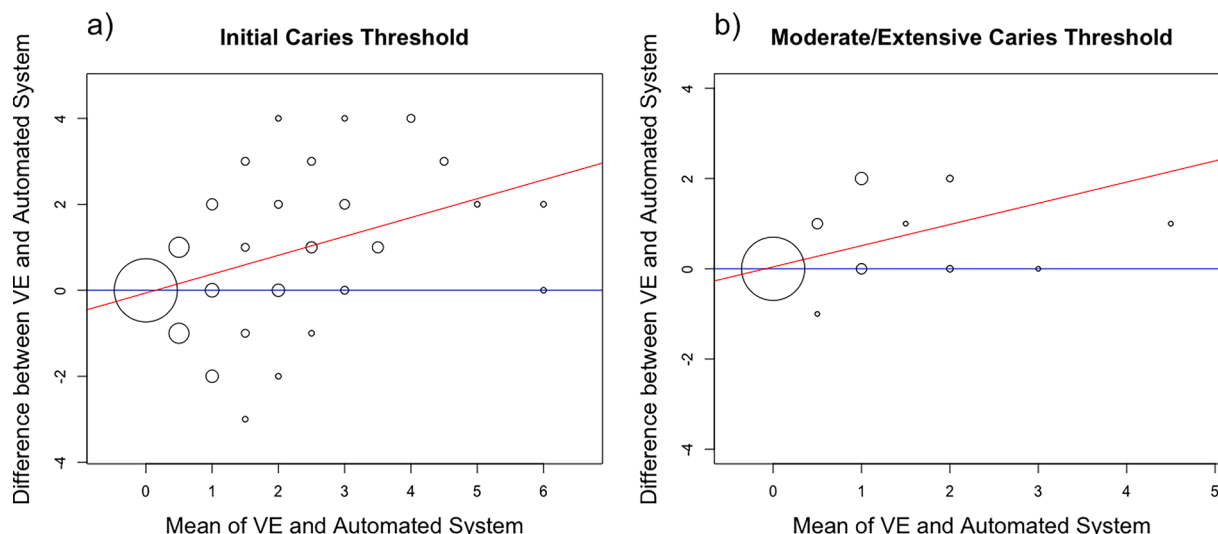 a)
Initial Caries Threshold
Difference between VE and Automated System
4
2
0
-2
-4
0 1 2 3 4 5 6
Mean of VE and Automated System
b)
Moderate/Extensive Caries Threshold
Difference between VE and Automated System
4
2
0
-2
-4
0 1 2 3 4 5
Mean of VE and Automated System